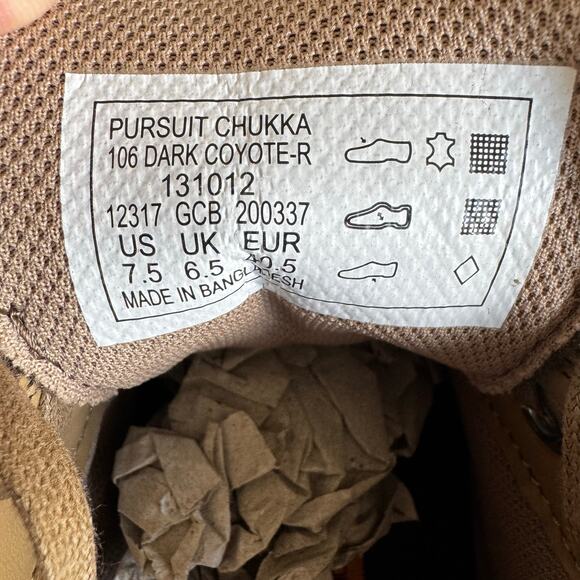 PURSUIT CHUKKA
106 DARK COYOTE-R
131012
12317 GCB 200337
US UK EUR
7.5 6.5 40.5
MADE IN BANGLADESH